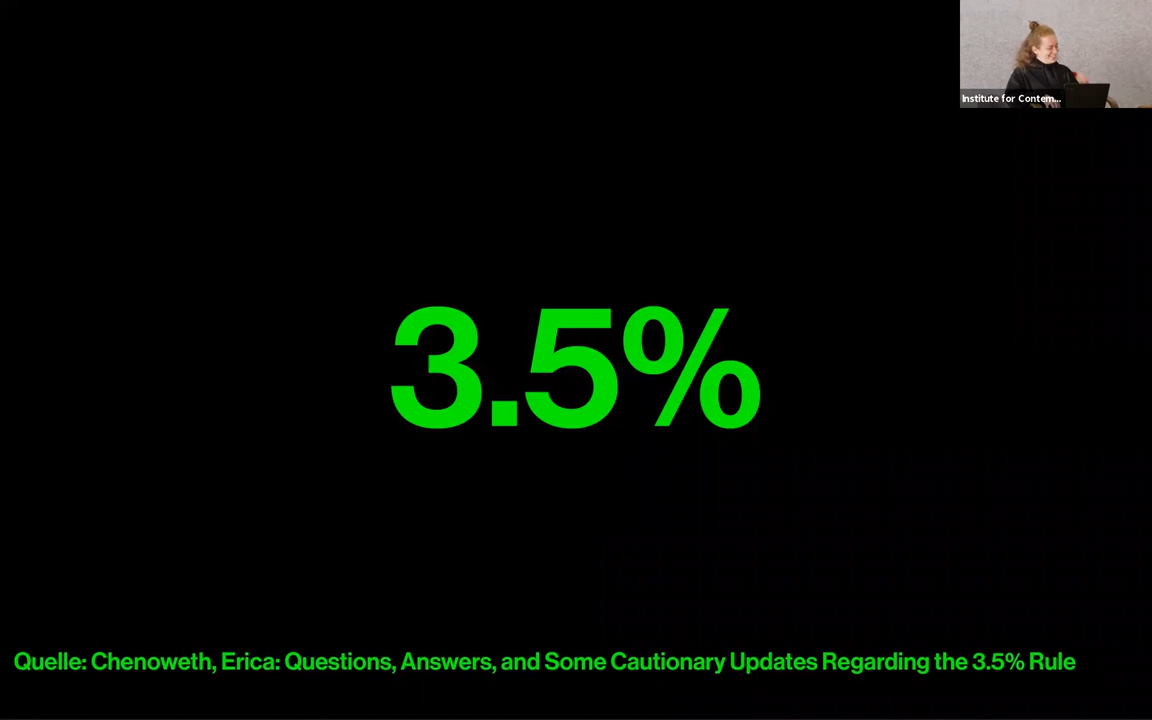 Institute for Contem...
3.5%
Quelle: Chenoweth, Erica: Questions, Answers, and Some Cautionary Updates Regarding the 3.5% Rule